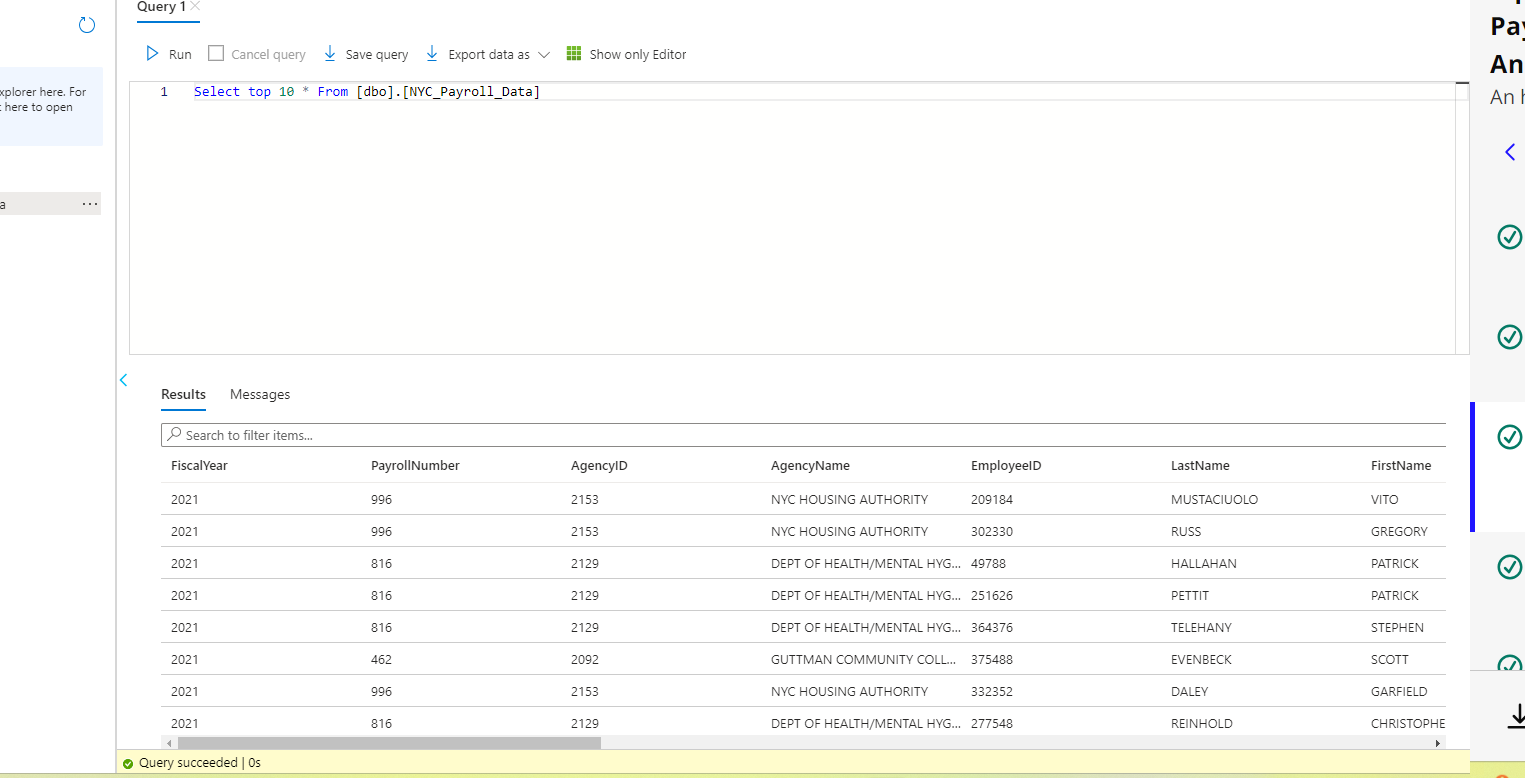 Query 1
Run Cancel query Save query Export data as Show only Editor
1 Select top 10 * From [dbo].[NYC_Payroll_Data]
xplorer here. For
here to open
a ...
Results Messages
Search to filter items...
FiscalYear PayrollNumber AgencyID AgencyName EmployeeID LastName FirstName
2021 996 2153 NYC HOUSING AUTHORITY 209184 MUSTACIUOLO VITO
2021 996 2153 NYC HOUSING AUTHORITY 302330 RUSS GREGORY
2021 816 2129 DEPT OF HEALTH/MENTAL HYG... 49788 HALLAHAN PATRICK
2021 816 2129 DEPT OF HEALTH/MENTAL HYG... 251626 PETTIT PATRICK
2021 816 2129 DEPT OF HEALTH/MENTAL HYG... 364376 TELEHANY STEPHEN
2021 462 2092 GUTTMAN COMMUNITY COLL... 375488 EVENBECK SCOTT
2021 996 2153 NYC HOUSING AUTHORITY 332352 DALEY GARFIELD
2021 816 2129 DEPT OF HEALTH/MENTAL HYG... 277548 REINHOLD CHRISTOPHE
Query succeeded | 0s
Pay
An
An h